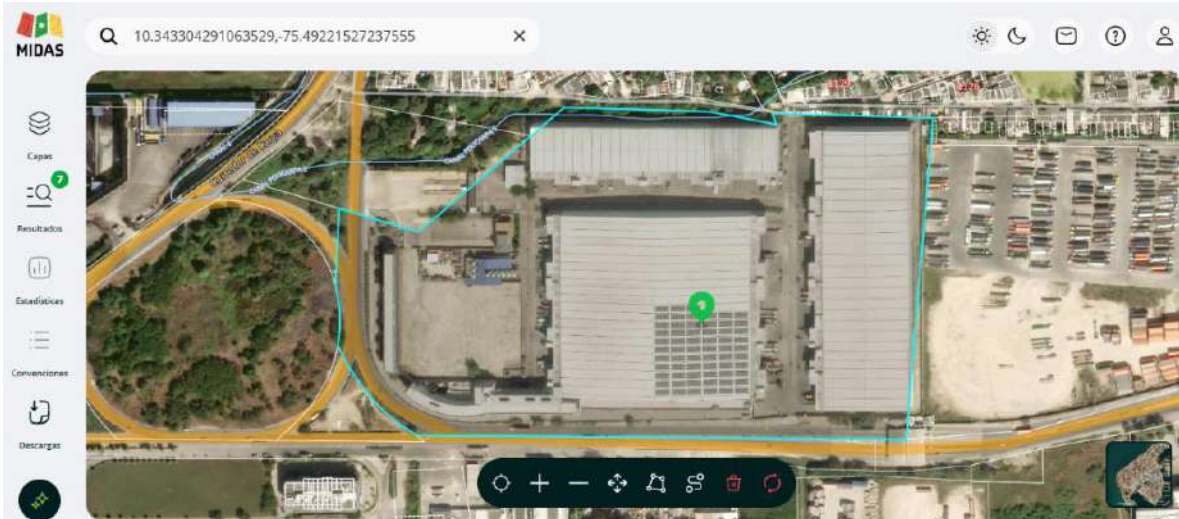 MIDAS
10.343304291063529,-75.49221527237555
Capas
7
Resultados
Estadísticas
Convenciones
Descargas